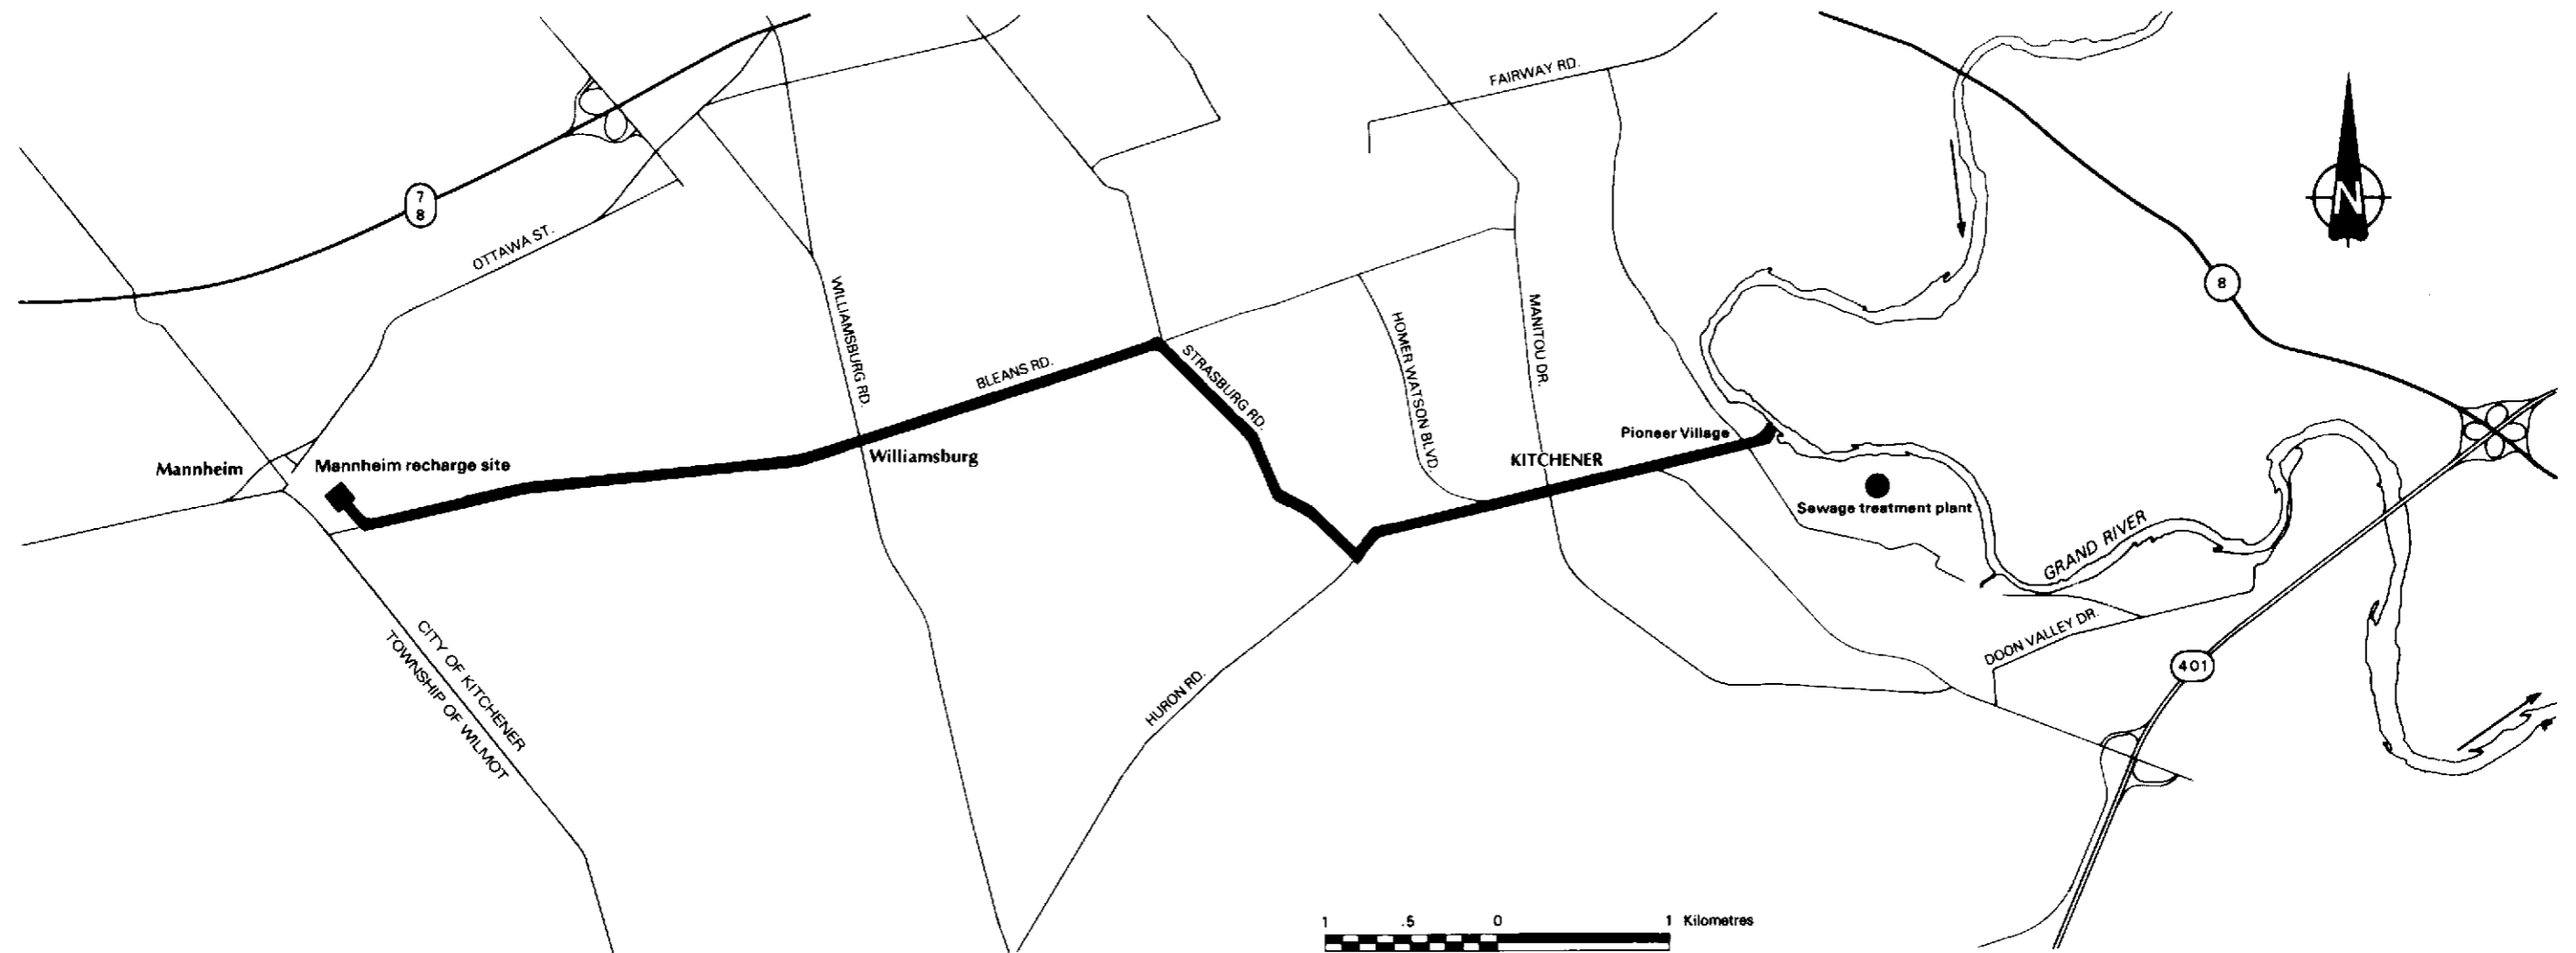 FAIRWAY RD.
7
8
N
OTTAWA ST.
8
WILLIAMSBURG RD.
HOMER WATSON BLVD.
MANITOU DR.
STRASBURG RD.
BLEANS RD.
Pioneer Village
Mannheim
Mannheim recharge site
Williamsburg
KITCHENER
Sewage treatment plant
GRAND RIVER
DOON VALLEY DR.
CITY OF KITCHENER
TOWNSHIP OF WILMOT
HURON RD.
401
1 .5 0 1 Kilometres